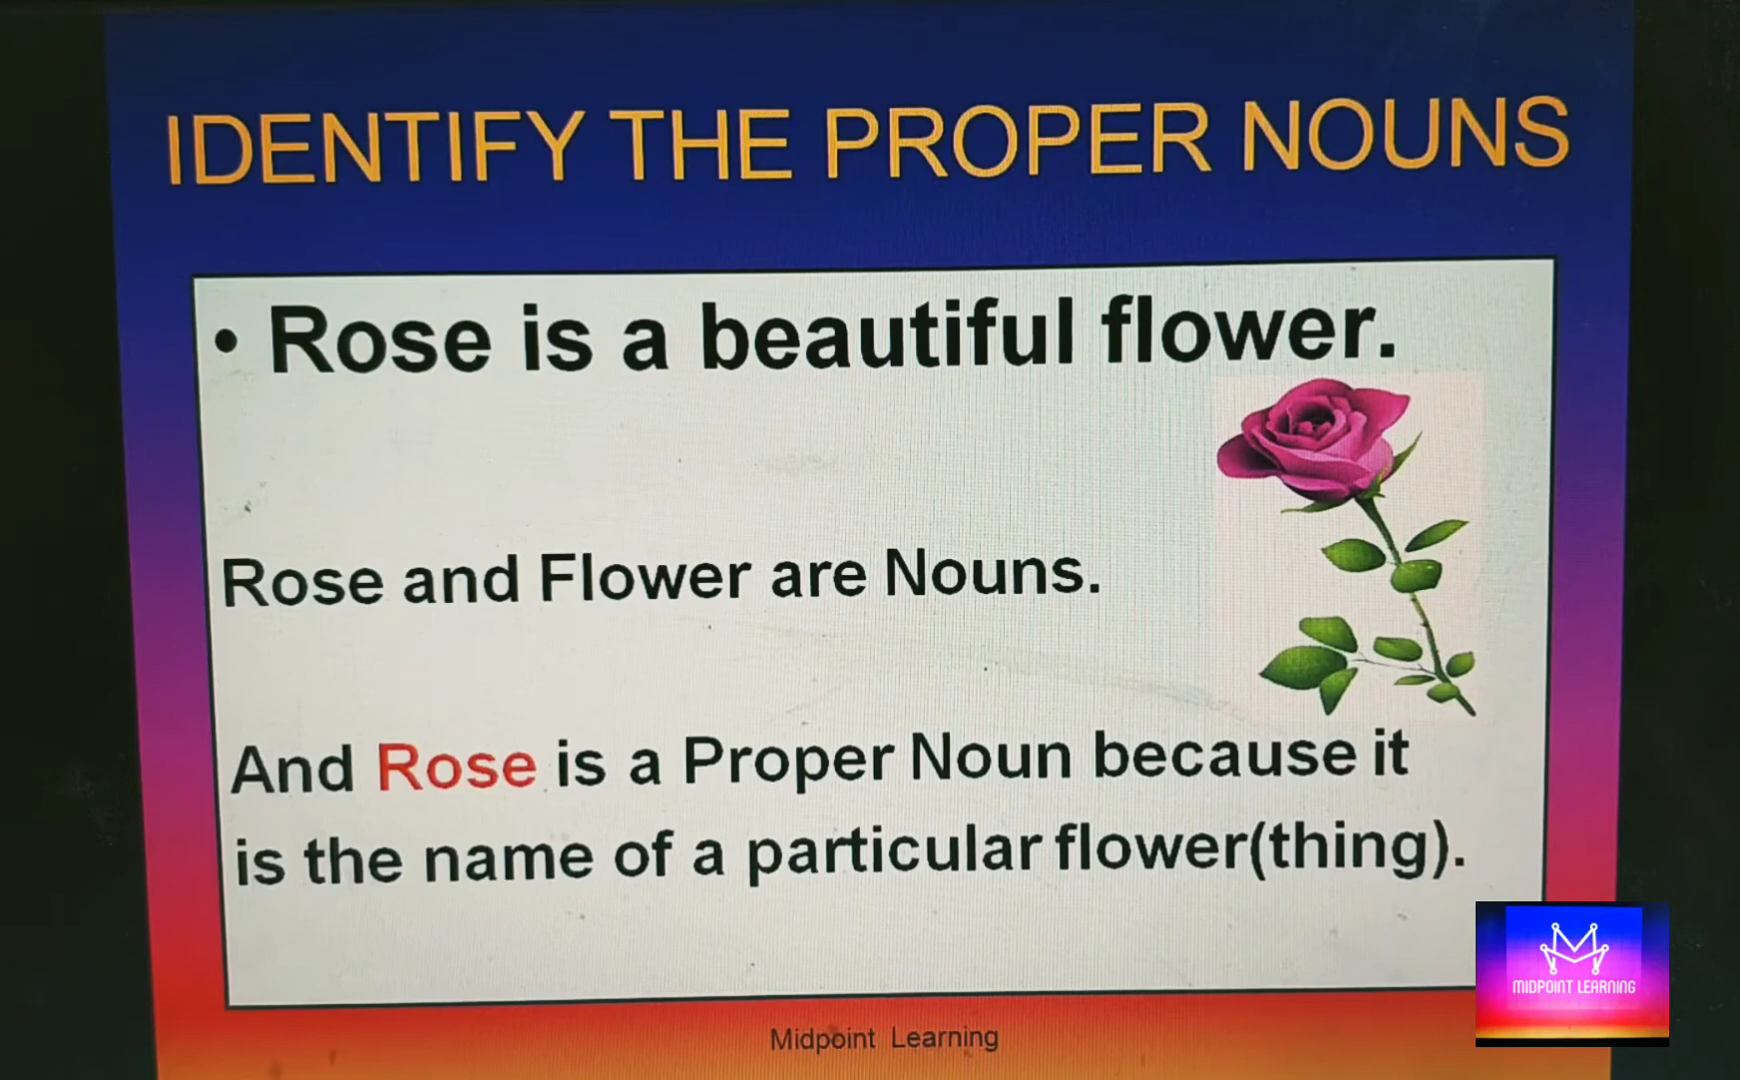 IDENTIFY THE PROPER NOUNS
• Rose is a beautiful flower.
Rose and Flower are Nouns.
And Rose is a Proper Noun because it
is the name of a particular flower(thing).
MIDPOINT LEARNING
Midpoint Learning